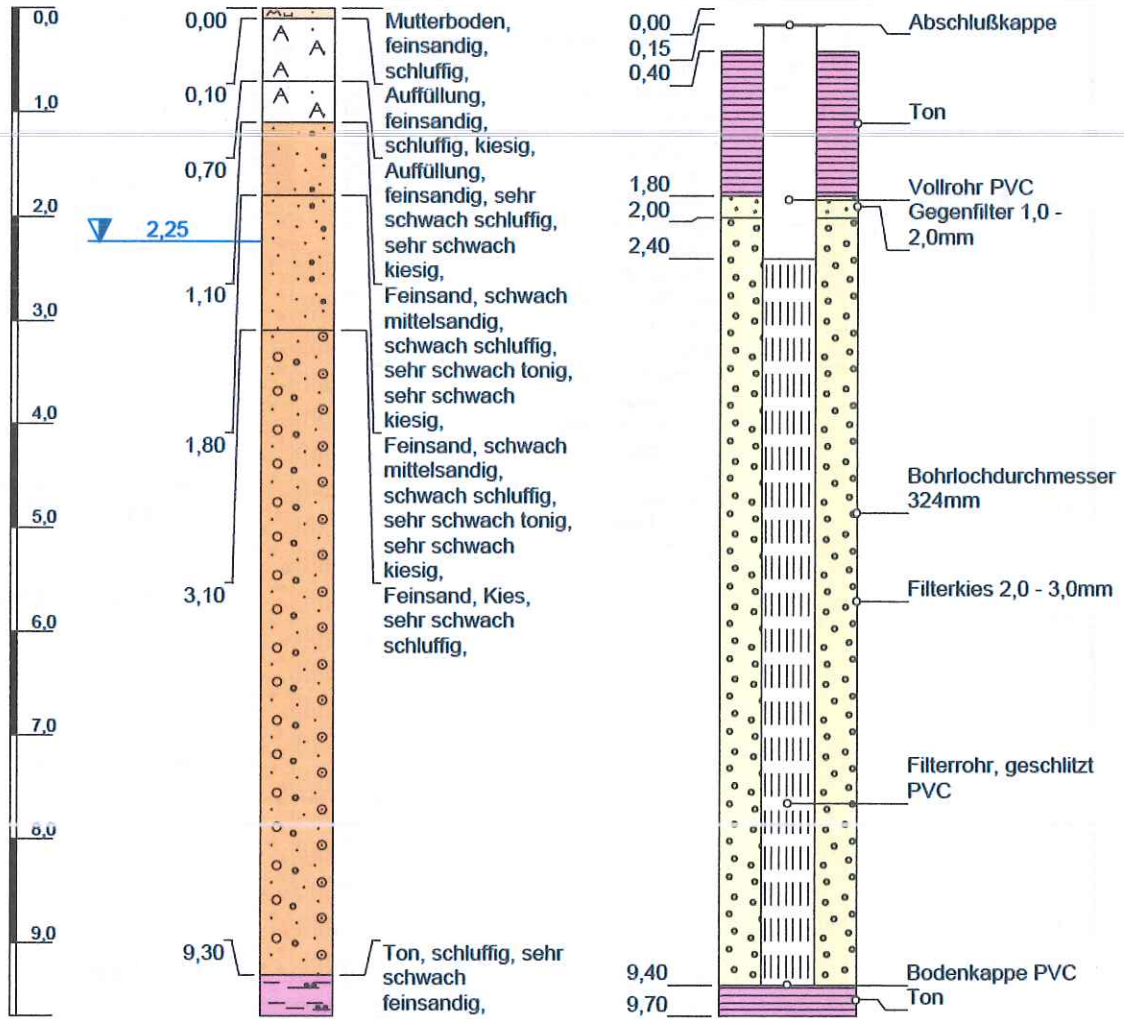 0,0
1,0
2,0
3,0
4,0
5,0
6,0
7,0
8,0
9,0
2,25
0,00
0,10
0,70
1,10
1,80
3,10
9,30
Mutterboden,
feinsandig,
schluffig,
Auffüllung,
feinsandig,
schluffig, kiesig,
Auffüllung,
feinsandig, sehr
schwach schluffig,
sehr schwach
kiesig,
Feinsand, schwach
mittelsandig,
schwach schluffig,
sehr schwach tonig,
sehr schwach
kiesig,
Feinsand, schwach
mittelsandig,
schwach schluffig,
sehr schwach tonig,
sehr schwach
kiesig,
Feinsand, Kies,
sehr schwach
schluffig,
Ton, schluffig, sehr
schwach
feinsandig,
0,00
0,15
0,40
1,80
2,00
2,40
9,40
9,70
Abschlußkappe
Ton
Vollrohr PVC
Gegenfilter 1,0 -
2,0mm
Bohrlochdurchmesser
324mm
Filterkies 2,0 - 3,0mm
Filterrohr, geschlitzt
PVC
Bodenkappe PVC
Ton